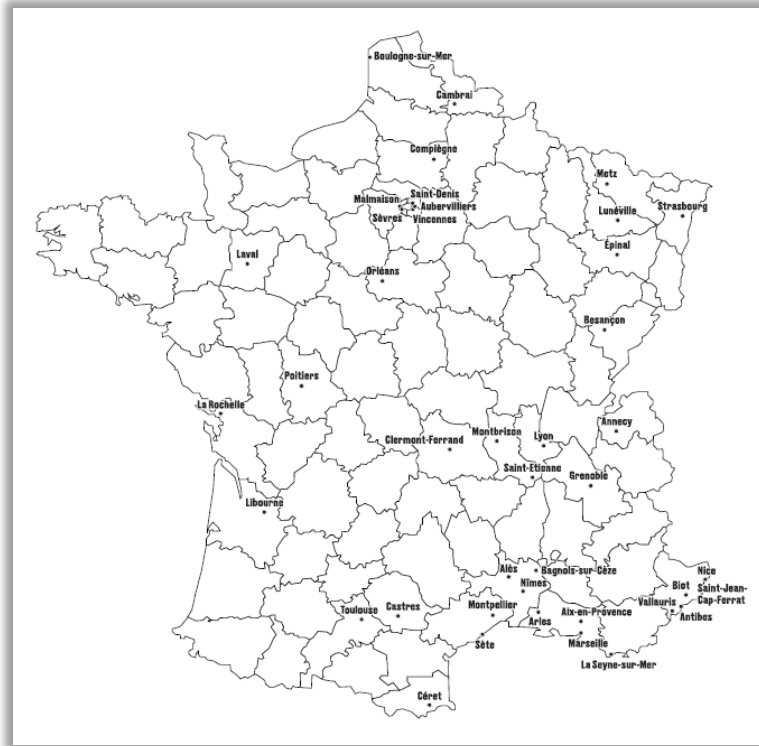 Boulogne-sur-Mer
Cambrai
Compiègne
Metz
Saint-Denis
Malmaison
Aubervilliers
Sèvres
Vincennes
Lunéville
Strasbourg
Laval
Épinal
Orléans
Besançon
Poitiers
La Rochelle
Annecy
Clermont-Ferrand
Montbrison
Lyon
Saint-Etienne
Grenoble
Libourne
Alès
Bagnols-sur-Cèze
Nîmes
Nice
Biot
Saint-Jean-
Cap-Ferrat
Vallauris
Antibes
Toulouse
Castres
Montpellier
Arles
Aix-en-Provence
Marseille
Sète
La Seyne-sur-Mer
Céret